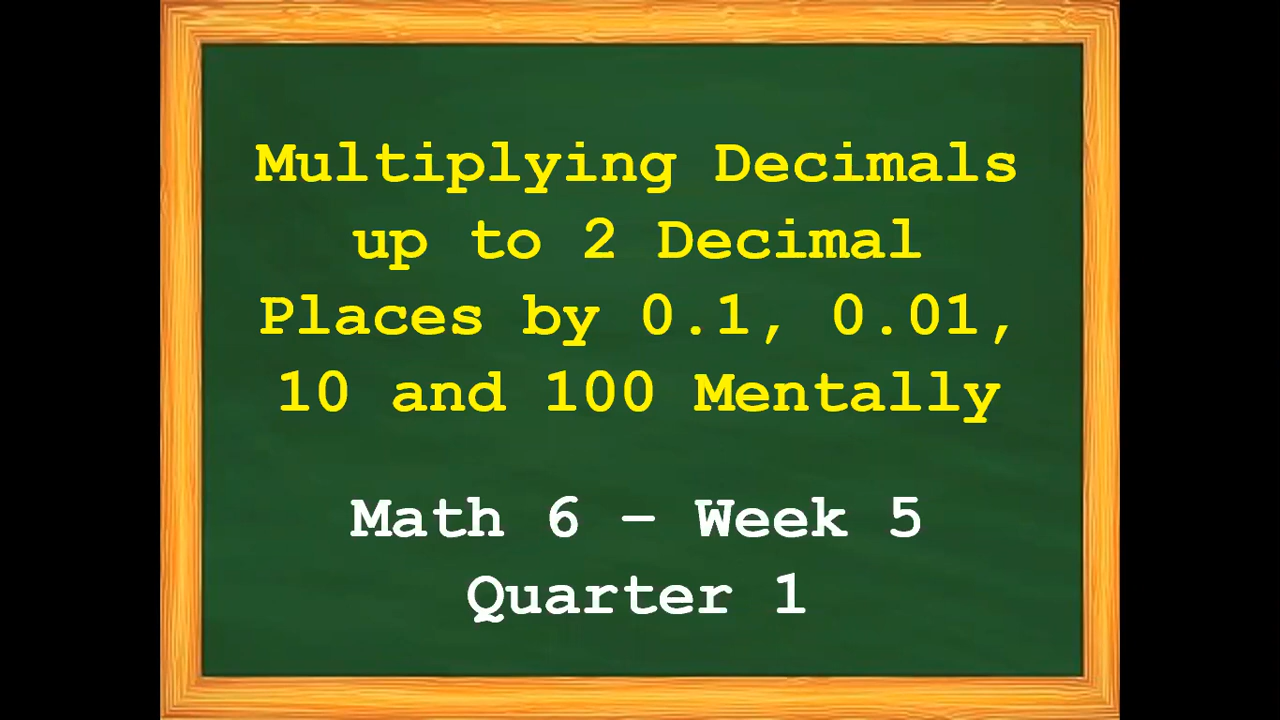 Multiplying Decimals
up to 2 Decimal
Places by 0.1, 0.01,
10 and 100 Mentally
Math 6 – Week 5
Quarter 1